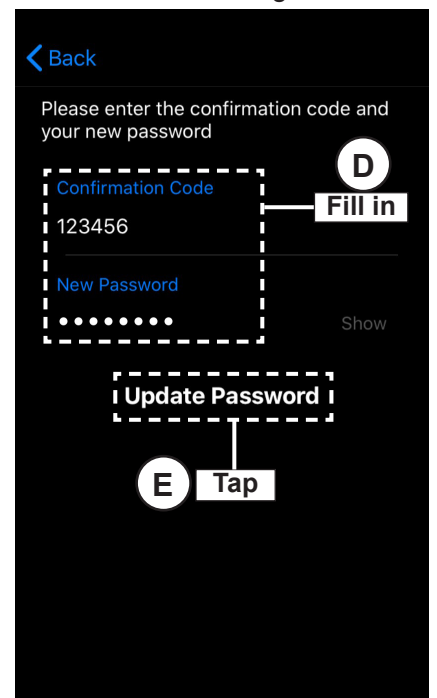 Back
Please enter the confirmation code and
your new password
D
Fill in
Confirmation Code
123456
New Password
Show
Update Password
E
Tap